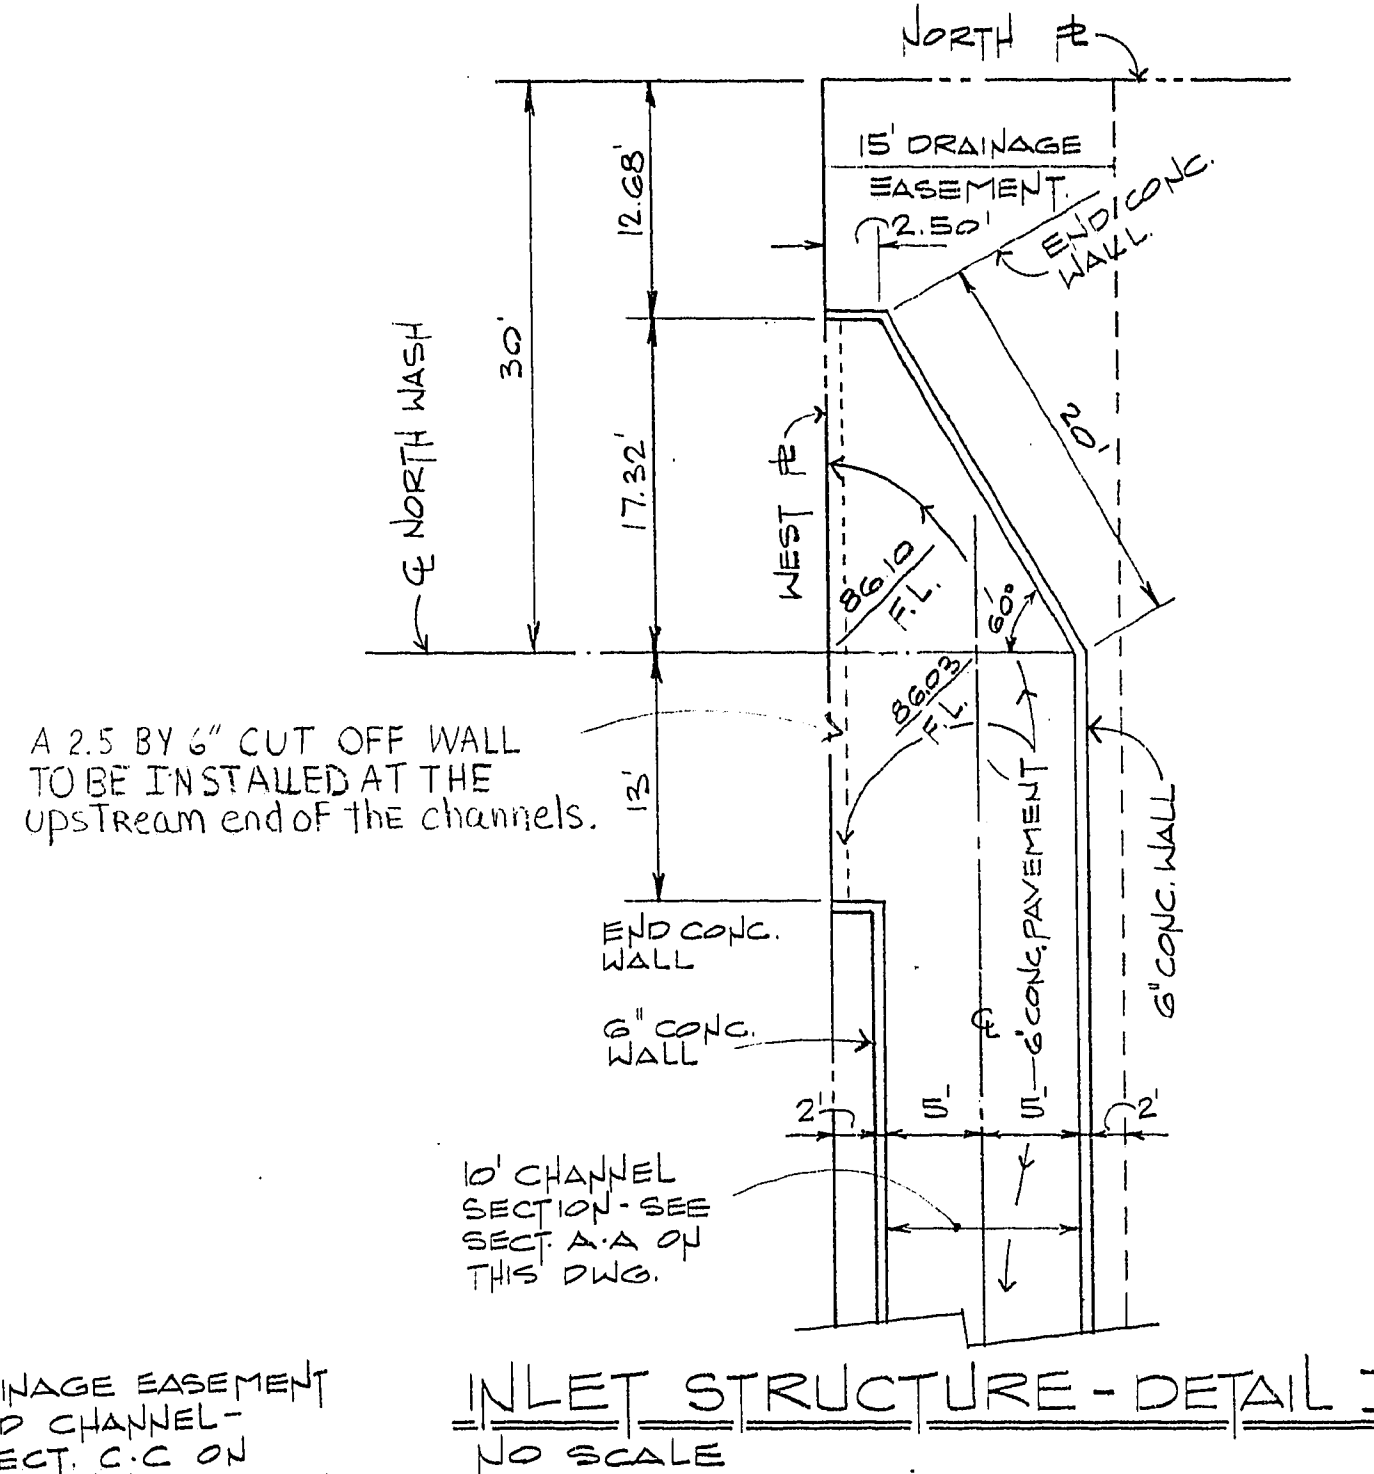 NORTH ⅊
15' DRAINAGE
EASEMENT.
2.50'
END CONC.
WALL.
12.68'
30'
17.32'
20'
℄ NORTH WASH
WEST ⅊
86.10
F.L.
60°
86.03
F.L.
A 2.5 BY 6" CUT OFF WALL
TO BE INSTALLED AT THE
upsTReam end oF thE channels.
13'
6" CONC. PAVEMENT
6" CONC. WALL
END CONC.
WALL
6" CONC.
WALL
℄
2'
5'
5'
2'
10' CHANNEL
SECTION - SEE
SECT. A-A ON
THIS DWG.
INAGE EASEMENT
D CHANNEL -
ECT. C-C ON
INLET STRUCTURE - DETAIL
NO SCALE